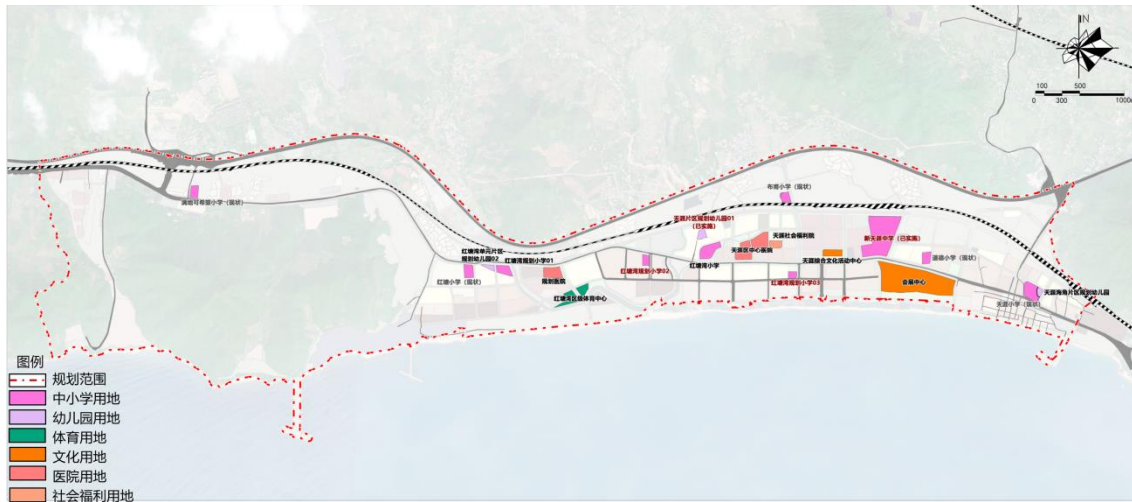 N
100 500
0 300 1000m
布甫小学（现状）
天涯片区规划幼儿园01
（已实施）
天涯社会福利院
新天涯中学（已实施）
天涯区中心医院
红塘湾单元片区
规划幼儿园02
红塘湾规划小学01
红塘湾规划小学02
红塘湾小学
天涯综合文化活动中心
红塘小学（现状）
规划医院
红塘湾规划小学03
会展中心
红塘湾区级体育中心
天涯小学（现状）
天涯海角片区规划幼儿园
图例
规划范围
中小学用地
幼儿园用地
体育用地
文化用地
医院用地
社会福利用地